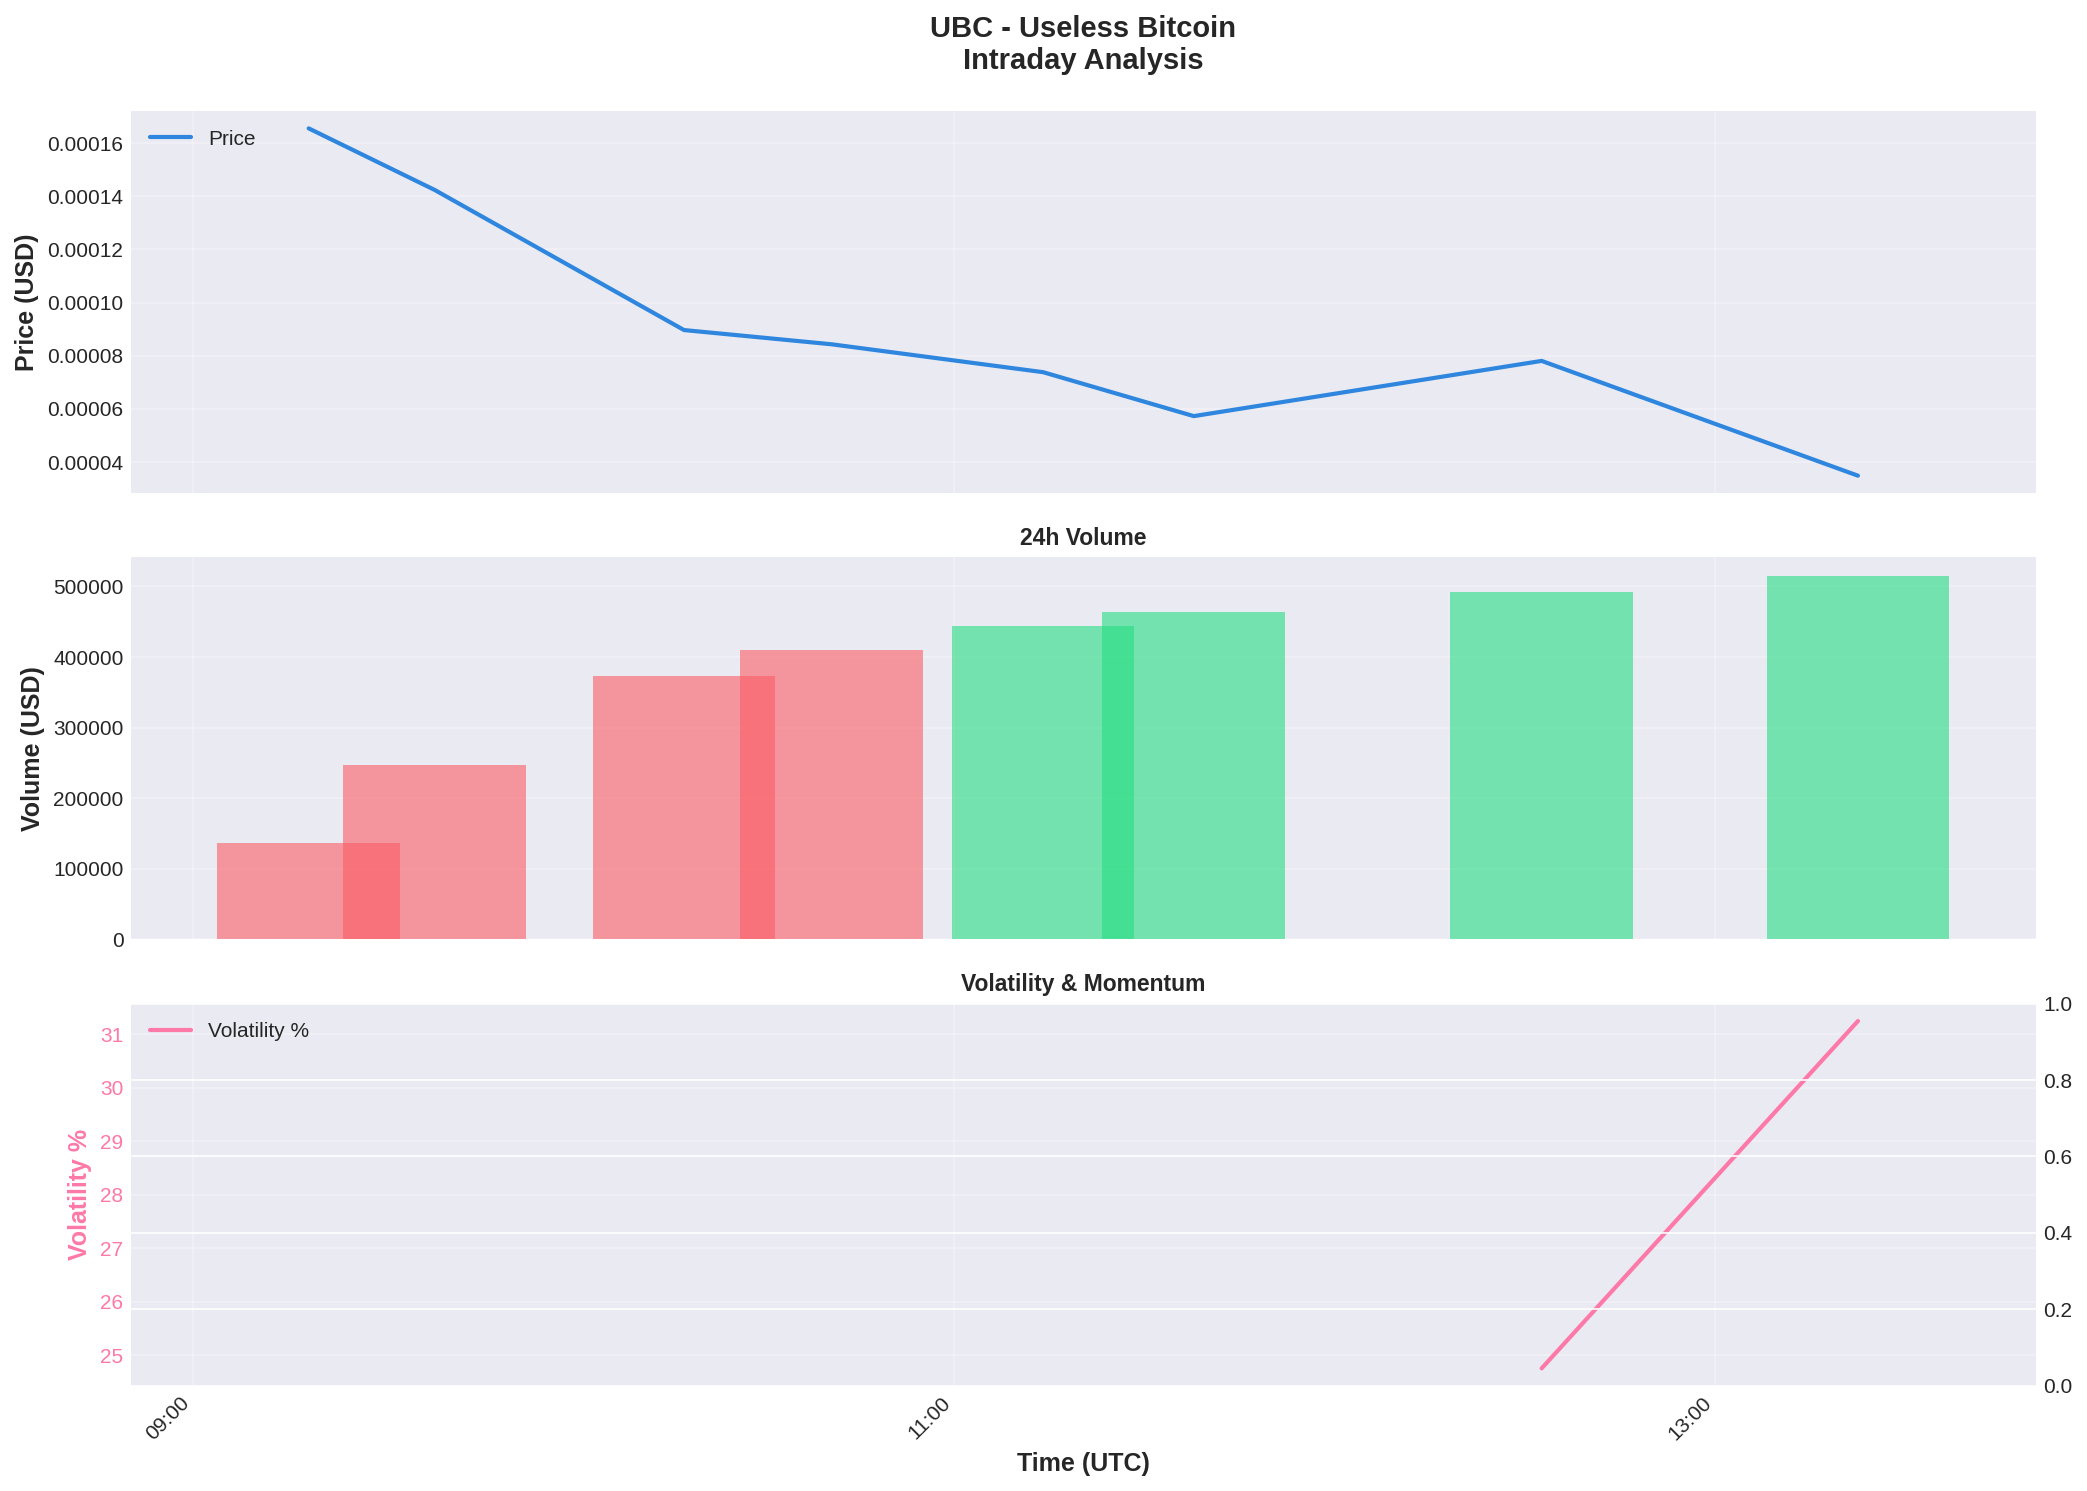 UBC - Useless Bitcoin
Intraday Analysis
Price
0.00016
0.00014
0.00012
0.00010
0.00008
0.00006
0.00004
Price (USD)
24h Volume
500000
400000
300000
200000
100000
0
Volume (USD)
Volatility & Momentum
Volatility %
31
30
29
28
27
26
25
Volatility %
1.0
0.8
0.6
0.4
0.2
0.0
09:00
11:00
13:00
Time (UTC)